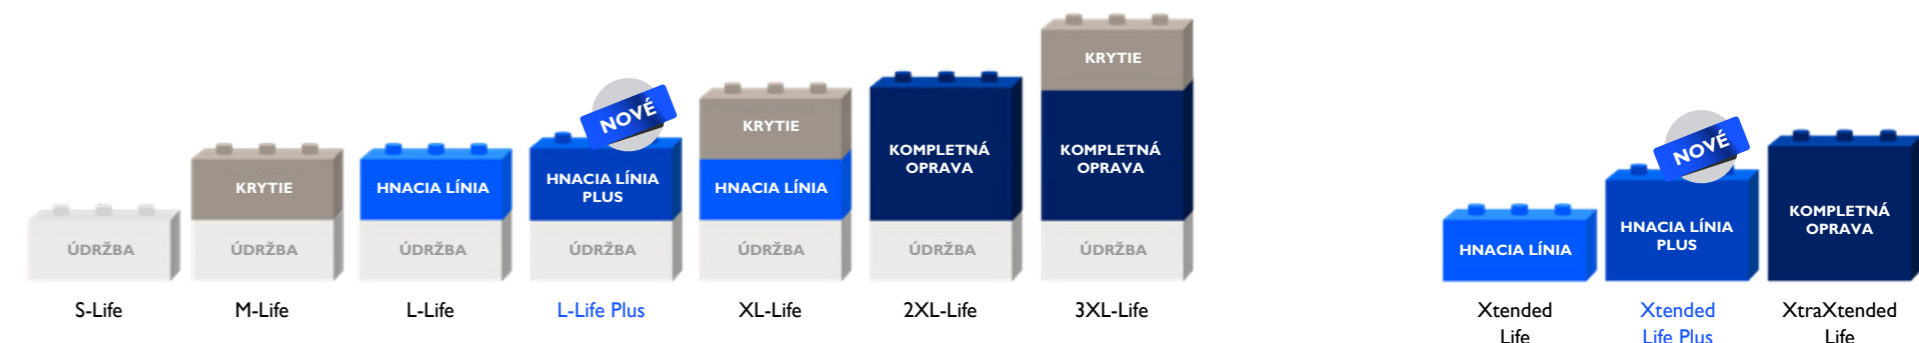 KRYTIE
NOVÉ
KRYTIE
KOMPLETNÁ
OPRAVA
KOMPLETNÁ
OPRAVA
NOVÉ
KRYTIE
HNACIA LÍNIA
HNACIA LÍNIA
PLUS
HNACIA LÍNIA
HNACIA LÍNIA
PLUS
KOMPLETNÁ
OPRAVA
ÚDRŽBA
ÚDRŽBA
ÚDRŽBA
ÚDRŽBA
ÚDRŽBA
ÚDRŽBA
ÚDRŽBA
HNACIA LÍNIA
S-Life
M-Life
L-Life
L-Life Plus
XL-Life
2XL-Life
3XL-Life
Xtended
Life
Xtended
Life Plus
XtraXtended
Life